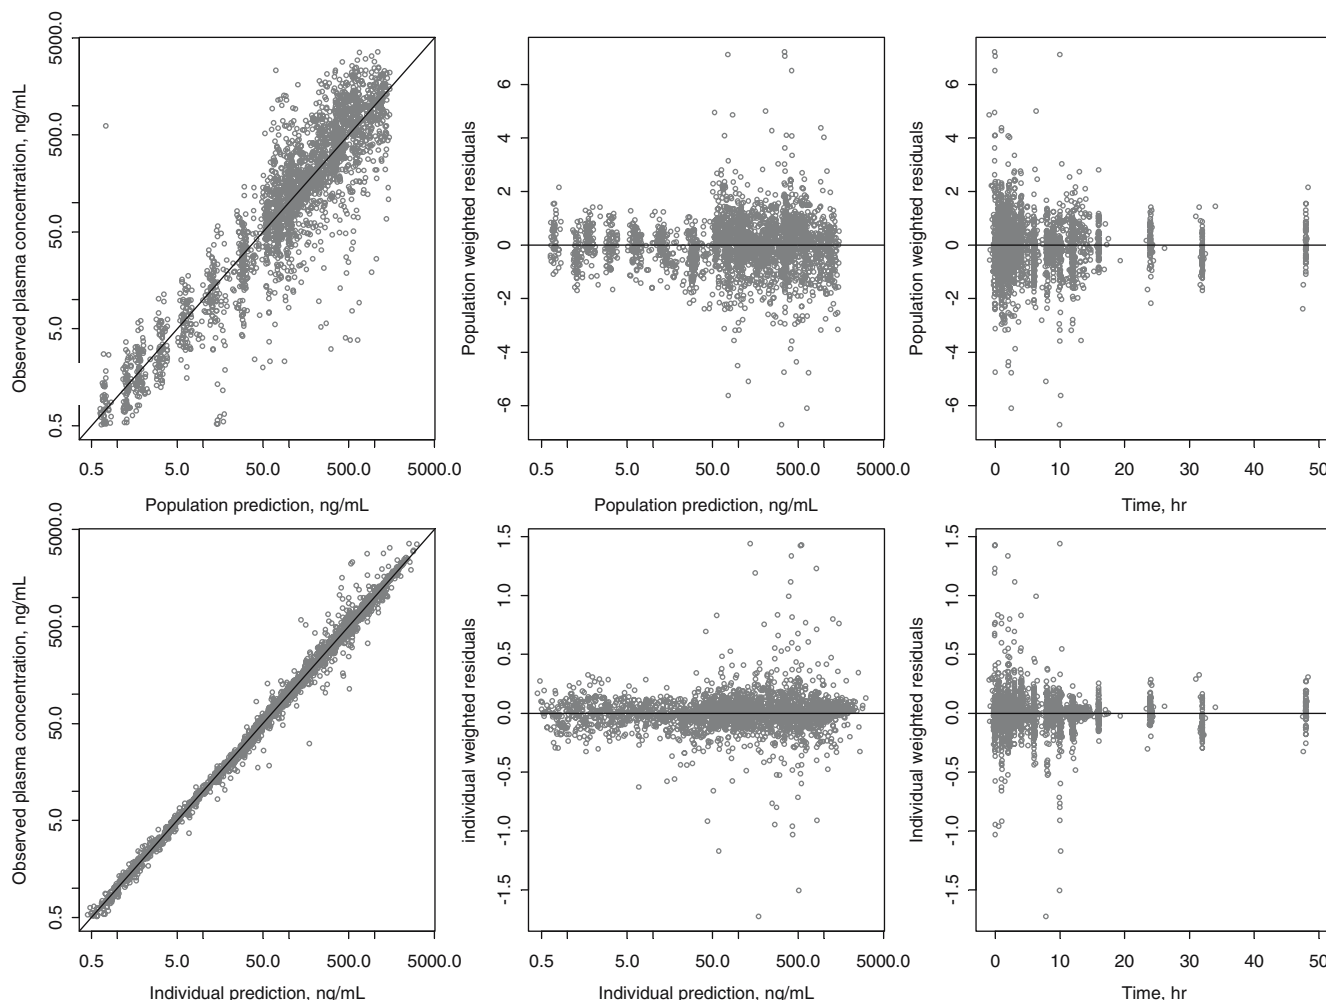 Observed plasma concentration, ng/mL
5000.0
500.0
50.0
5.0
0.5
0.5 5.0 50.0 500.0 5000.0
Population prediction, ng/mL
Population weighted residuals
6
4
2
0
-2
-4
-6
0.5 5.0 50.0 500.0 5000.0
Population prediction, ng/mL
Population weighted residuals
6
4
2
0
-2
-4
-6
0 10 20 30 40 50
Time, hr
Observed plasma concentration, ng/mL
5000.0
500.0
50.0
5.0
0.5
0.5 5.0 50.0 500.0 5000.0
Individual prediction, ng/mL
individual weighted residuals
1.5
1.0
0.5
0.0
-0.5
-1.0
-1.5
0.5 5.0 50.0 500.0 5000.0
Individual prediction, ng/mL
Individual weighted residuals
1.5
1.0
0.5
0.0
-0.5
-1.0
-1.5
0 10 20 30 40 50
Time, hr